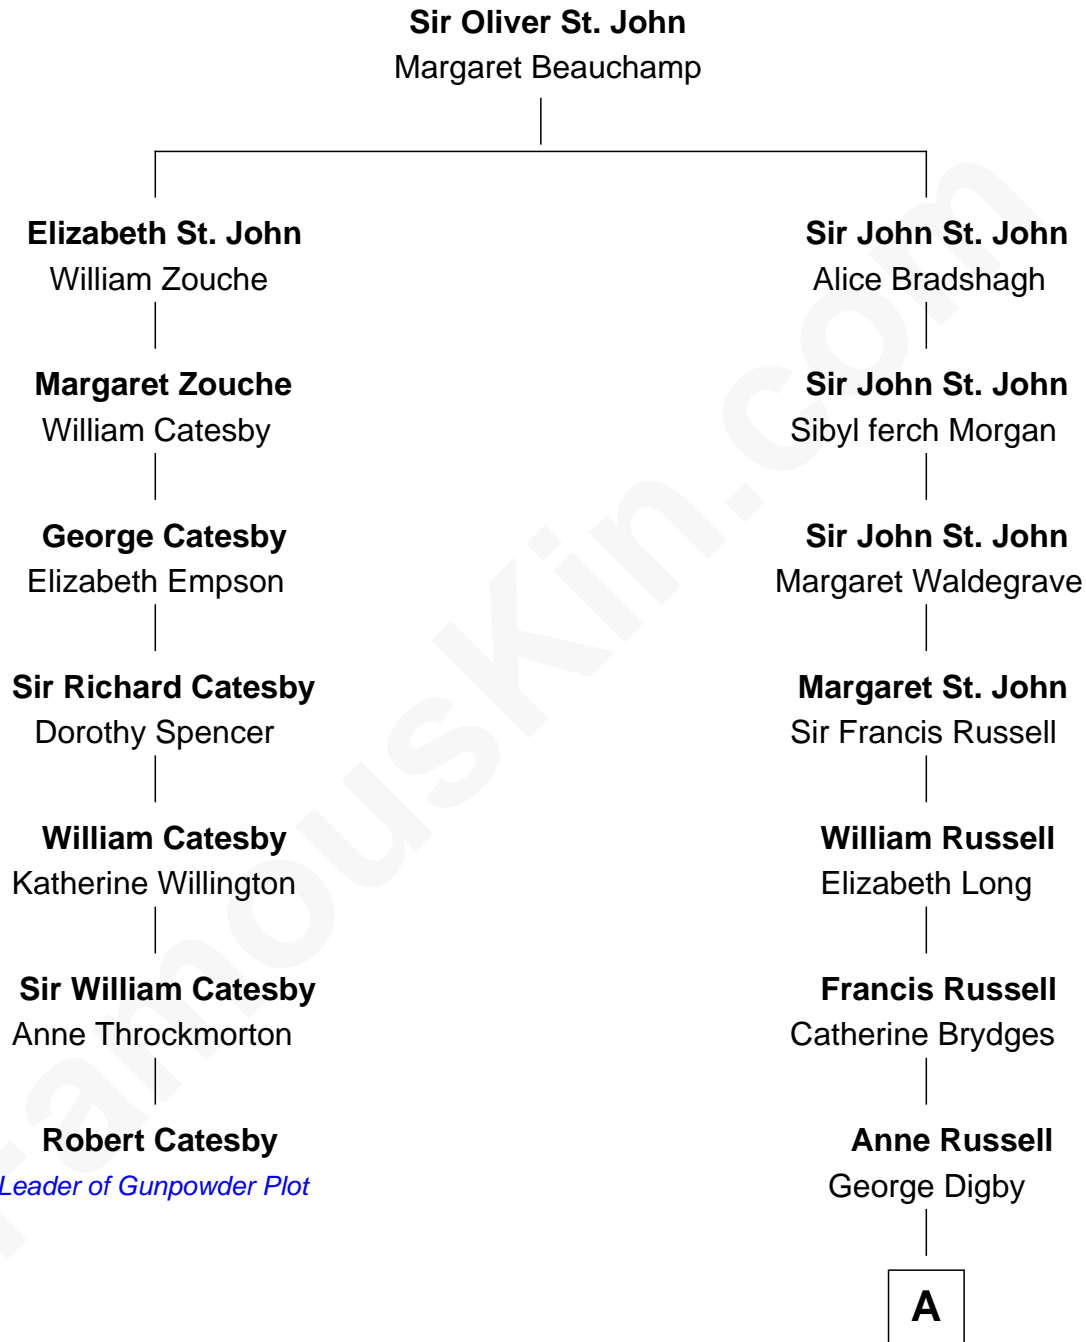 Sir Oliver St. John
Margaret Beauchamp
Elizabeth St. John
William Zouche
Sir John St. John
Alice Bradshagh
Margaret Zouche
William Catesby
Sir John St. John
Sibyl ferch Morgan
George Catesby
Elizabeth Empson
Sir John St. John
Margaret Waldegrave
Sir Richard Catesby
Dorothy Spencer
Margaret St. John
Sir Francis Russell
William Catesby
Katherine Willington
William Russell
Elizabeth Long
Sir William Catesby
Anne Throckmorton
Francis Russell
Catherine Brydges
Robert Catesby
Leader of Gunpowder Plot
Anne Russell
George Digby
A
FamousKin.com